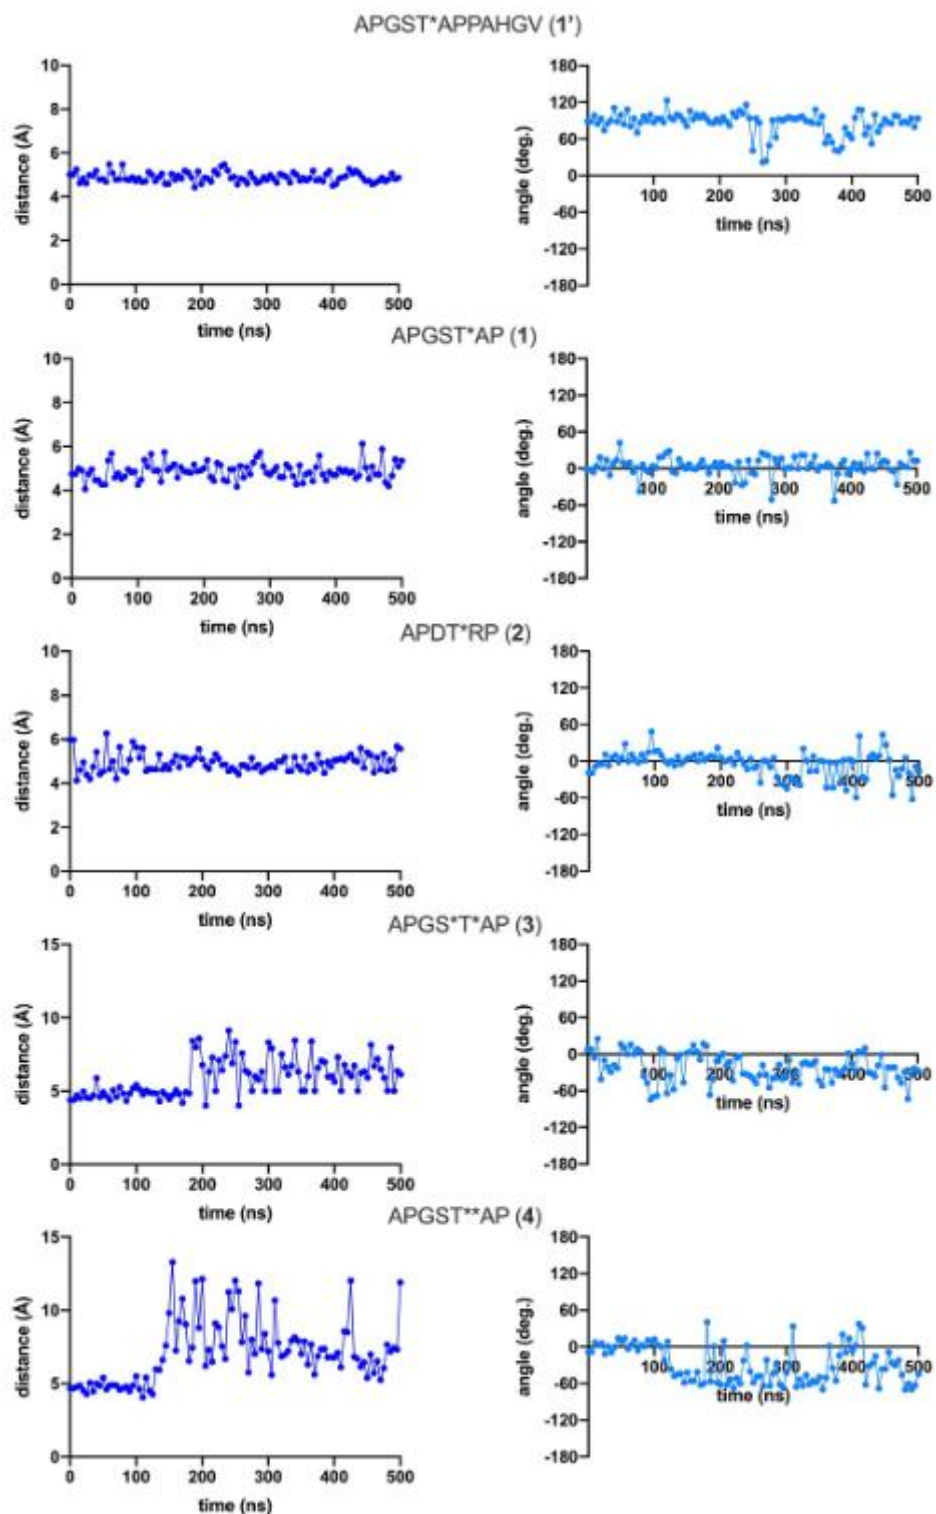 APGST*APPAHGV (1')
distance (Å)
10
8
6
4
2
0
0 100 200 300 400 500
time (ns)
angle (deg.)
180
120
60
0
-60
-120
-180
100 200 300 400 500
time (ns)
APGST*AP (1)
distance (Å)
10
8
6
4
2
0
0 100 200 300 400 500
time (ns)
angle (deg.)
180
120
60
0
-60
-120
-180
100 200 300 400 500
time (ns)
APDT*RP (2)
distance (Å)
10
8
6
4
2
0
0 100 200 300 400 500
time (ns)
angle (deg.)
180
120
60
0
-60
-120
-180
100 200 300 400 500
time (ns)
APGS*T*AP (3)
distance (Å)
15
10
5
0
0 100 200 300 400 500
time (ns)
angle (deg.)
180
120
60
0
-60
-120
-180
100 200 300 400 500
time (ns)
APGST**AP (4)
distance (Å)
15
10
5
0
0 100 200 300 400 500
time (ns)
angle (deg.)
180
120
60
0
-60
-120
-180
100 200 300 400 500
time (ns)